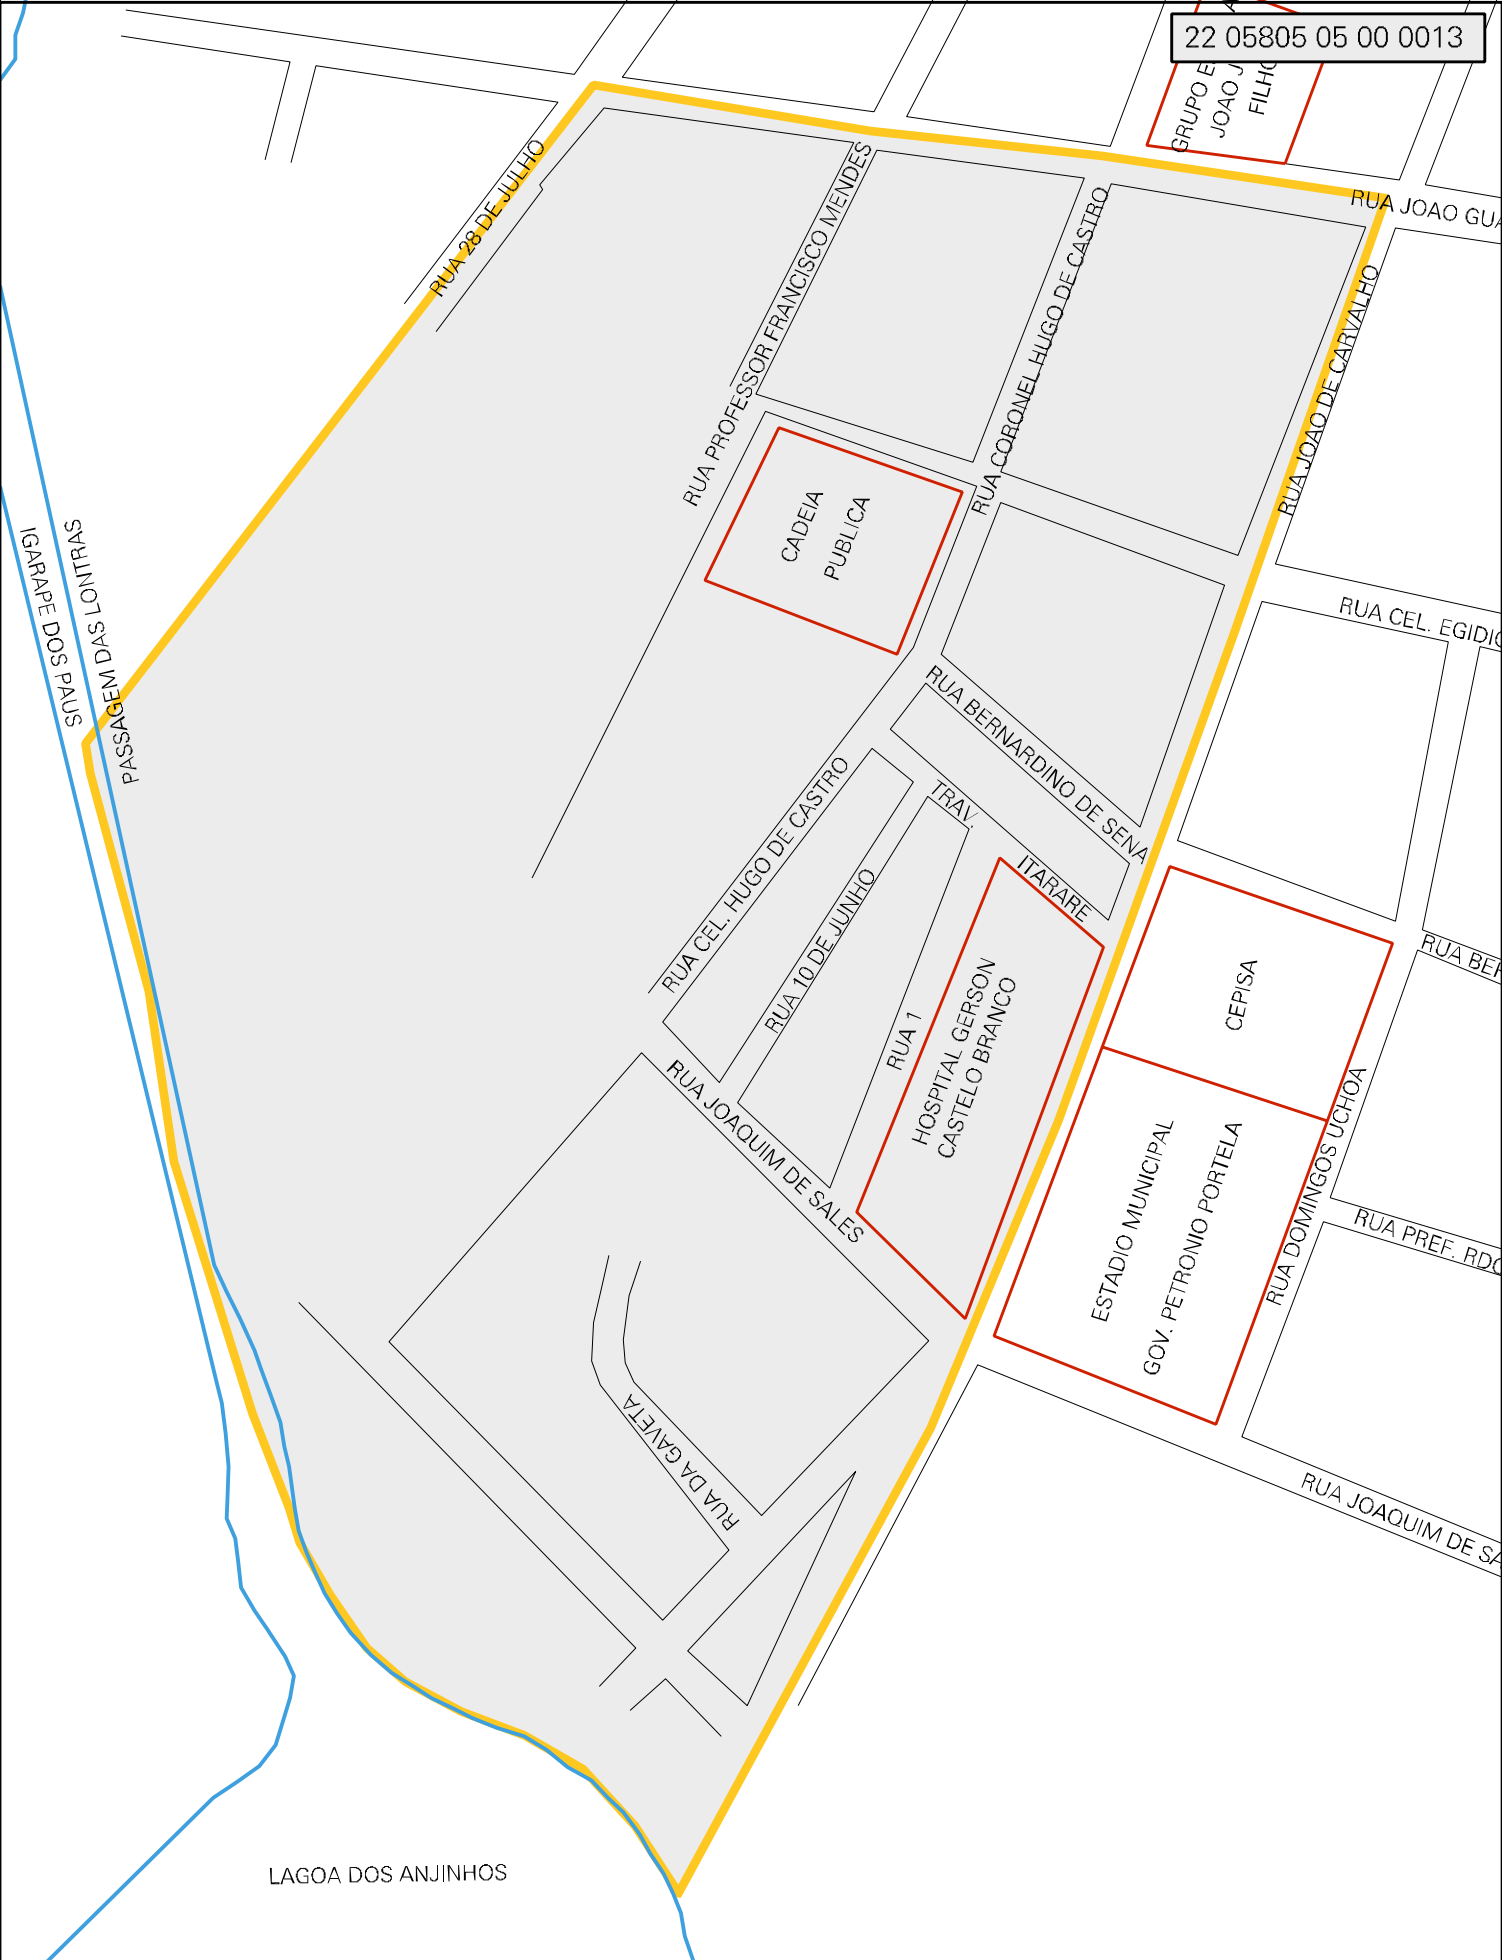 22 05805 05 00 0013
GRUPO
JOAO
FILHO
RUA 28 DE JULHO
RUA PROFESSOR FRANCISCO MENDES
RUA CORONEL HUGO DE CASTRO
RUA JOAO GUA
RUA JOAO DE CARVALHO
CADEIA
PUBLICA
IGARAPE DOS PAUS
PASSAGEM DAS LONTRAS
RUA CEL. EGIDIO
RUA BERNARDINO DE SENA
TRAV.
ITARARE
RUA CEL. HUGO DE CASTRO
RUA 10 DE JUNHO
RUA 1
HOSPITAL GERSON
CASTELO BRANCO
CEPISA
RUA BER
RUA JOAQUIM DE SALES
ESTADIO MUNICIPAL
GOV. PETRONIO PORTELA
RUA DOMINGOS UCHOA
RUA PREF. RDO
RUA DA GAVETA
RUA JOAQUIM DE SA
LAGOA DOS ANJINHOS